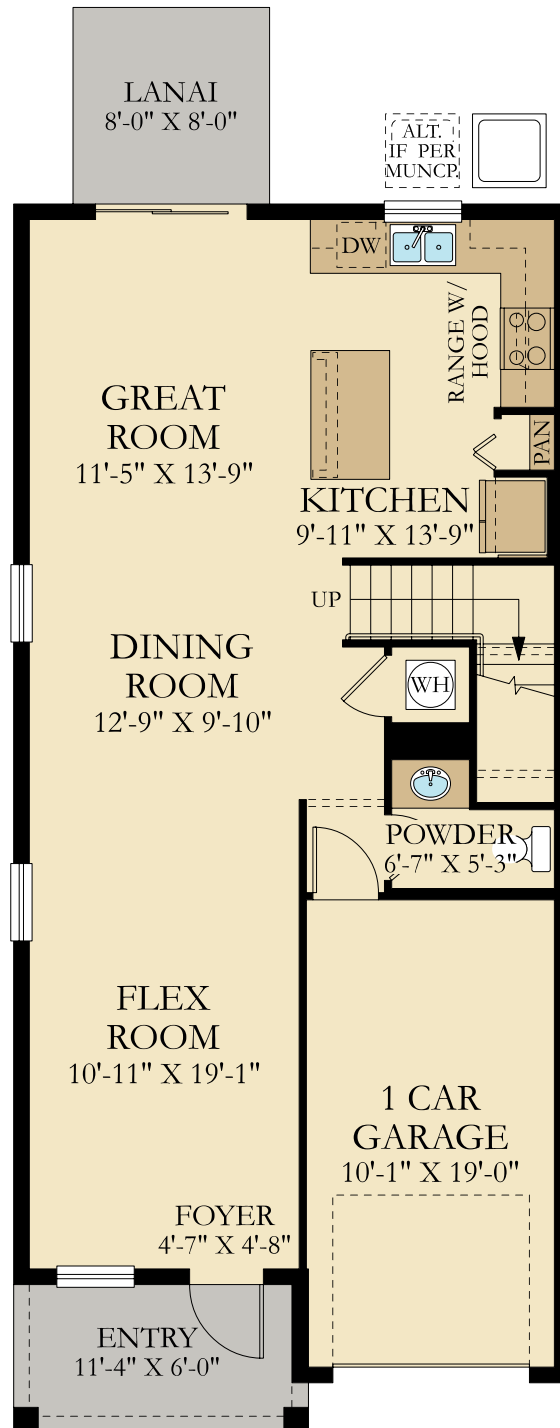 LANAI
8'-0" X 8'-0"
ALT.
IF PER
MUNCP.
DW
RANGE W/
HOOD
GREAT
ROOM
11'-5" X 13'-9"
PAN
KITCHEN
9'-11" X 13'-9"
UP
DINING
ROOM
12'-9" X 9'-10"
WH
POWDER
6'-7" X 5'-3"
FLEX
ROOM
10'-11" X 19'-1"
1 CAR
GARAGE
10'-1" X 19'-0"
FOYER
4'-7" X 4'-8"
ENTRY
11'-4" X 6'-0"